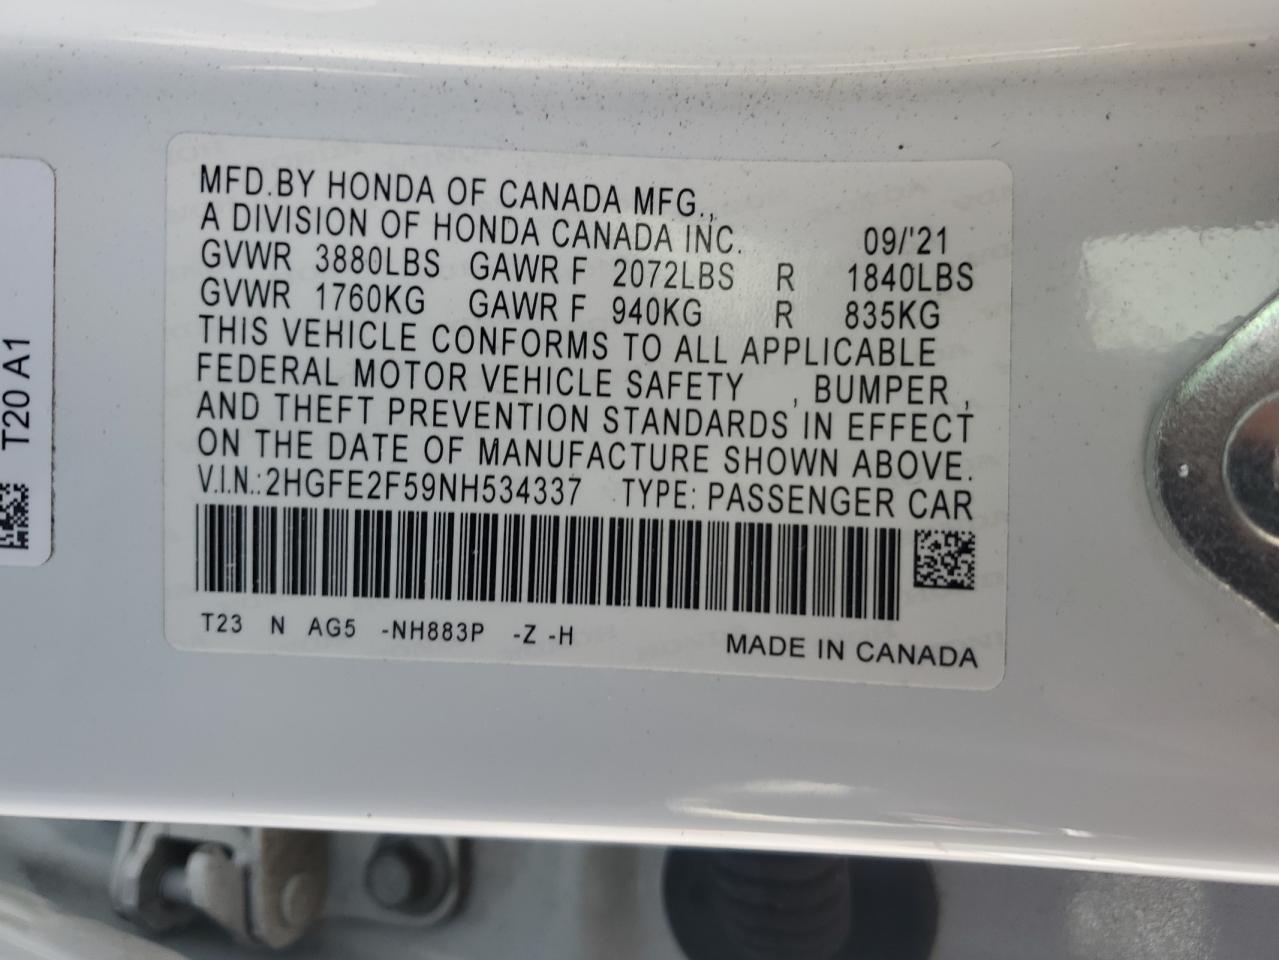 MFD.BY HONDA OF CANADA MFG.,
A DIVISION OF HONDA CANADA INC. 09/'21
GVWR 3880LBS GAWR F 2072LBS R 1840LBS
GVWR 1760KG GAWR F 940KG R 835KG
THIS VEHICLE CONFORMS TO ALL APPLICABLE
FEDERAL MOTOR VEHICLE SAFETY , BUMPER ,
AND THEFT PREVENTION STANDARDS IN EFFECT
ON THE DATE OF MANUFACTURE SHOWN ABOVE.
V.I.N.:2HGFE2F59NH534337 TYPE: PASSENGER CAR
T23 N AG5 -NH883P -Z -H
MADE IN CANADA
T20 A1